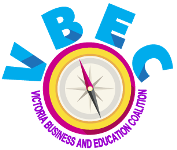 VBEC
VICTORIA BUSINESS AND EDUCATION COALITION